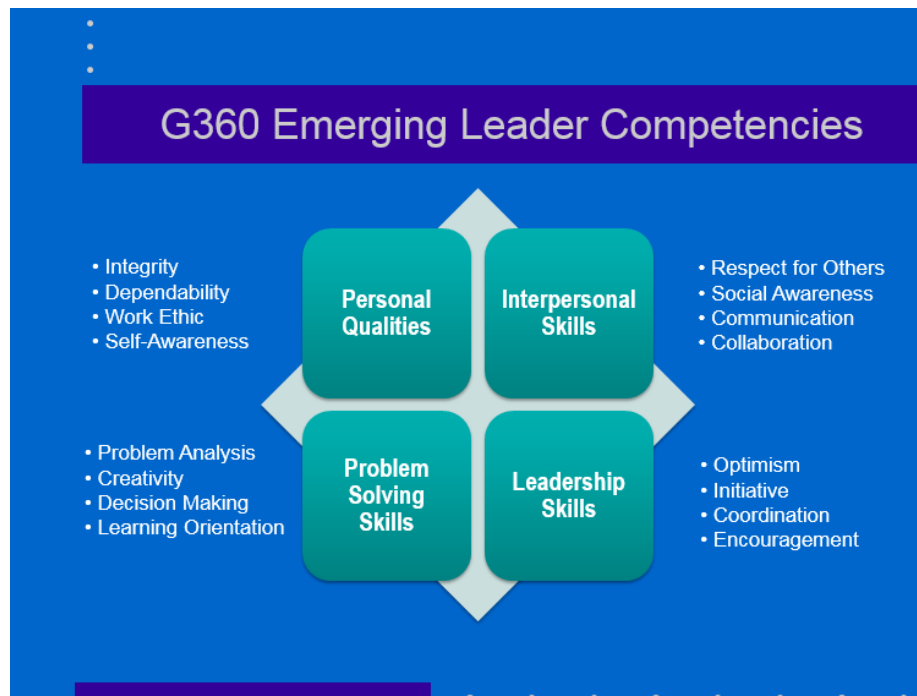 G360 Emerging Leader Competencies
• Integrity
• Dependability
• Work Ethic
• Self-Awareness
Personal
Qualities
Interpersonal
Skills
• Respect for Others
• Social Awareness
• Communication
• Collaboration
• Problem Analysis
• Creativity
• Decision Making
• Learning Orientation
Problem
Solving
Skills
Leadership
Skills
• Optimism
• Initiative
• Coordination
• Encouragement